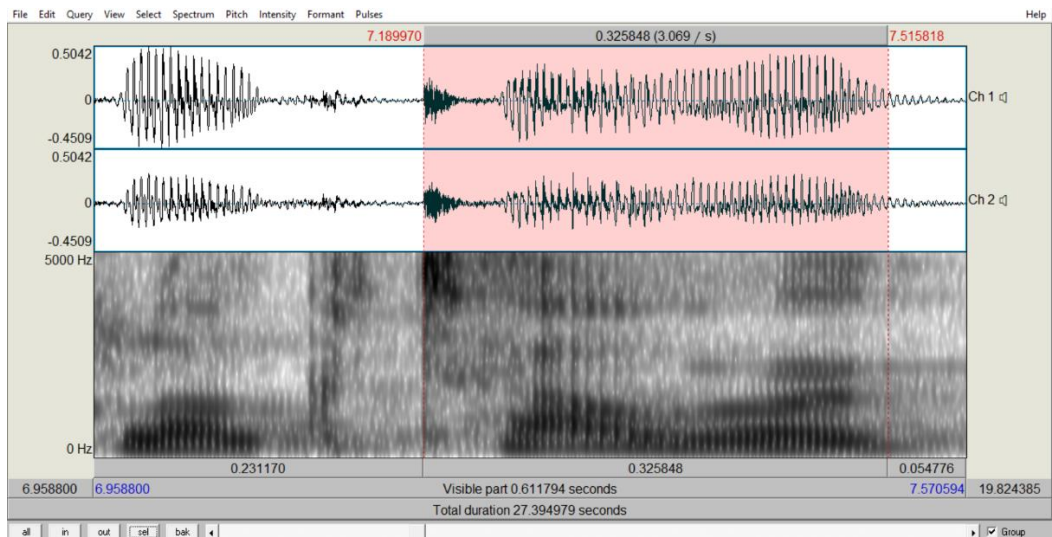 File Edit Query View Select Spectrum Pitch Intensity Formant Pulses Help
7.189970 0.325848 (3.069 / s) 7.515818
0.5042
0
-0.4509
Ch 1
0.5042
0
-0.4509
Ch 2
5000 Hz
0 Hz
0.231170 0.325848 0.054776
6.958800 6.958800 Visible part 0.611794 seconds 7.570594 19.824385
Total duration 27.394979 seconds
all in out sel bak Group